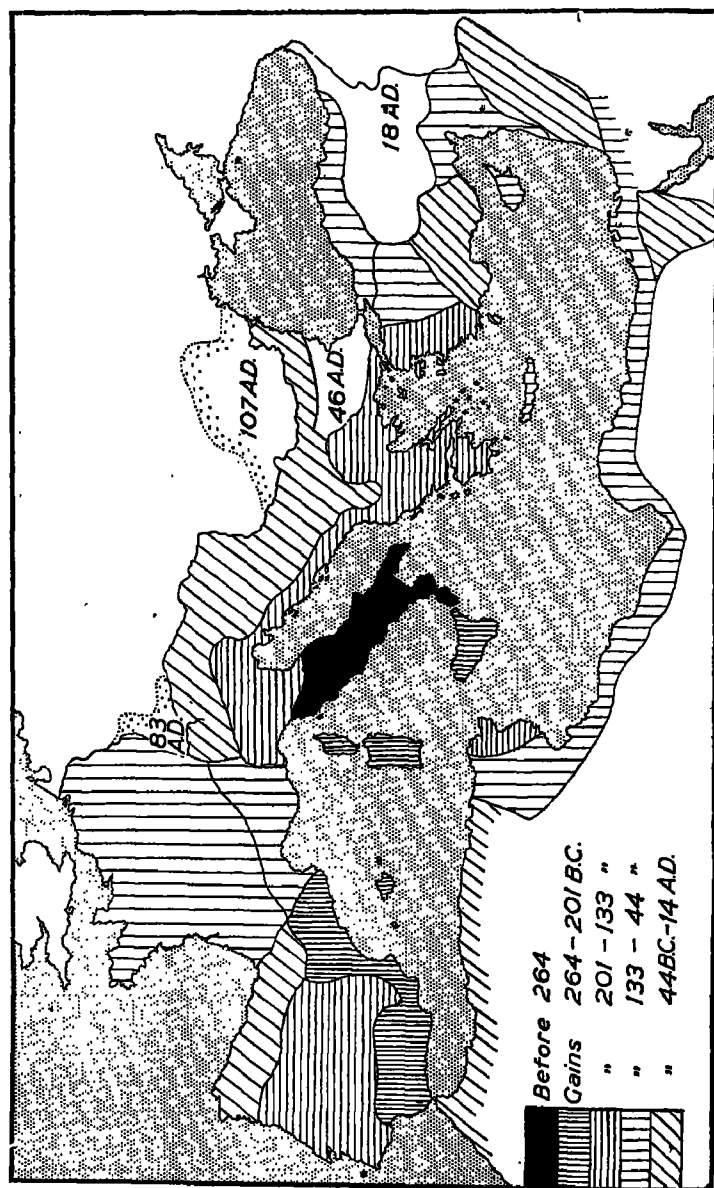 83
A.D.
107 A.D.
46 A.D.
18 A.D.
Before 264
Gains 264-201 B.C.
" 201-133 "
" 133-44 "
" 44 B.C.-14 A.D.